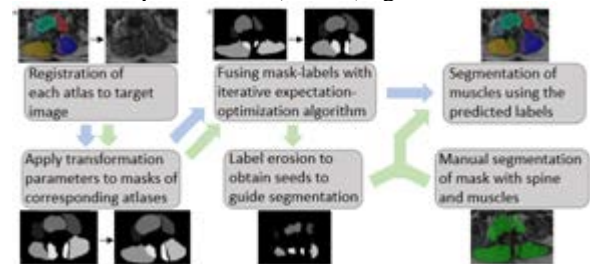 Registration of
each atlas to target
image
Fusing mask-labels with
iterative expectation-
optimization algorithm
Segmentation of
muscles using the
predicted labels
Apply transformation
parameters to masks of
corresponding atlases
Label erosion to
obtain seeds to
guide segmentation
Manual segmentation
of mask with spine
and muscles